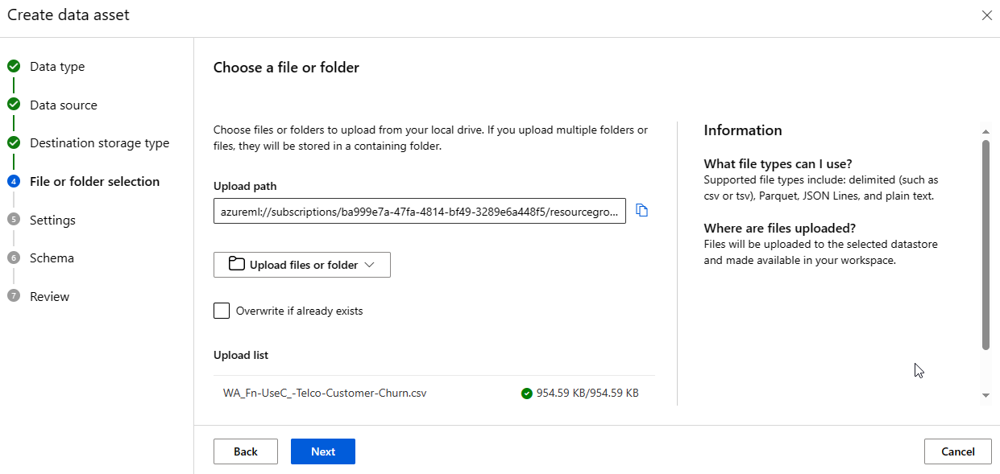 Create data asset
Data type
Data source
Destination storage type
4 File or folder selection
5 Settings
6 Schema
7 Review
Choose a file or folder
Choose files or folders to upload from your local drive. If you upload multiple folders or
files, they will be stored in a containing folder.
Upload path
azureml://subscriptions/ba999e7a-47fa-4814-bf49-3289e6a448f5/resourcegro...
Upload files or folder
Overwrite if already exists
Upload list
WA_Fn-UseC_-Telco-Customer-Churn.csv 954.59 KB/954.59 KB
Information
What file types can I use?
Supported file types include: delimited (such as
csv or tsv), Parquet, JSON Lines, and plain text.
Where are files uploaded?
Files will be uploaded to the selected datastore
and made available in your workspace.
Back
Next
Cancel